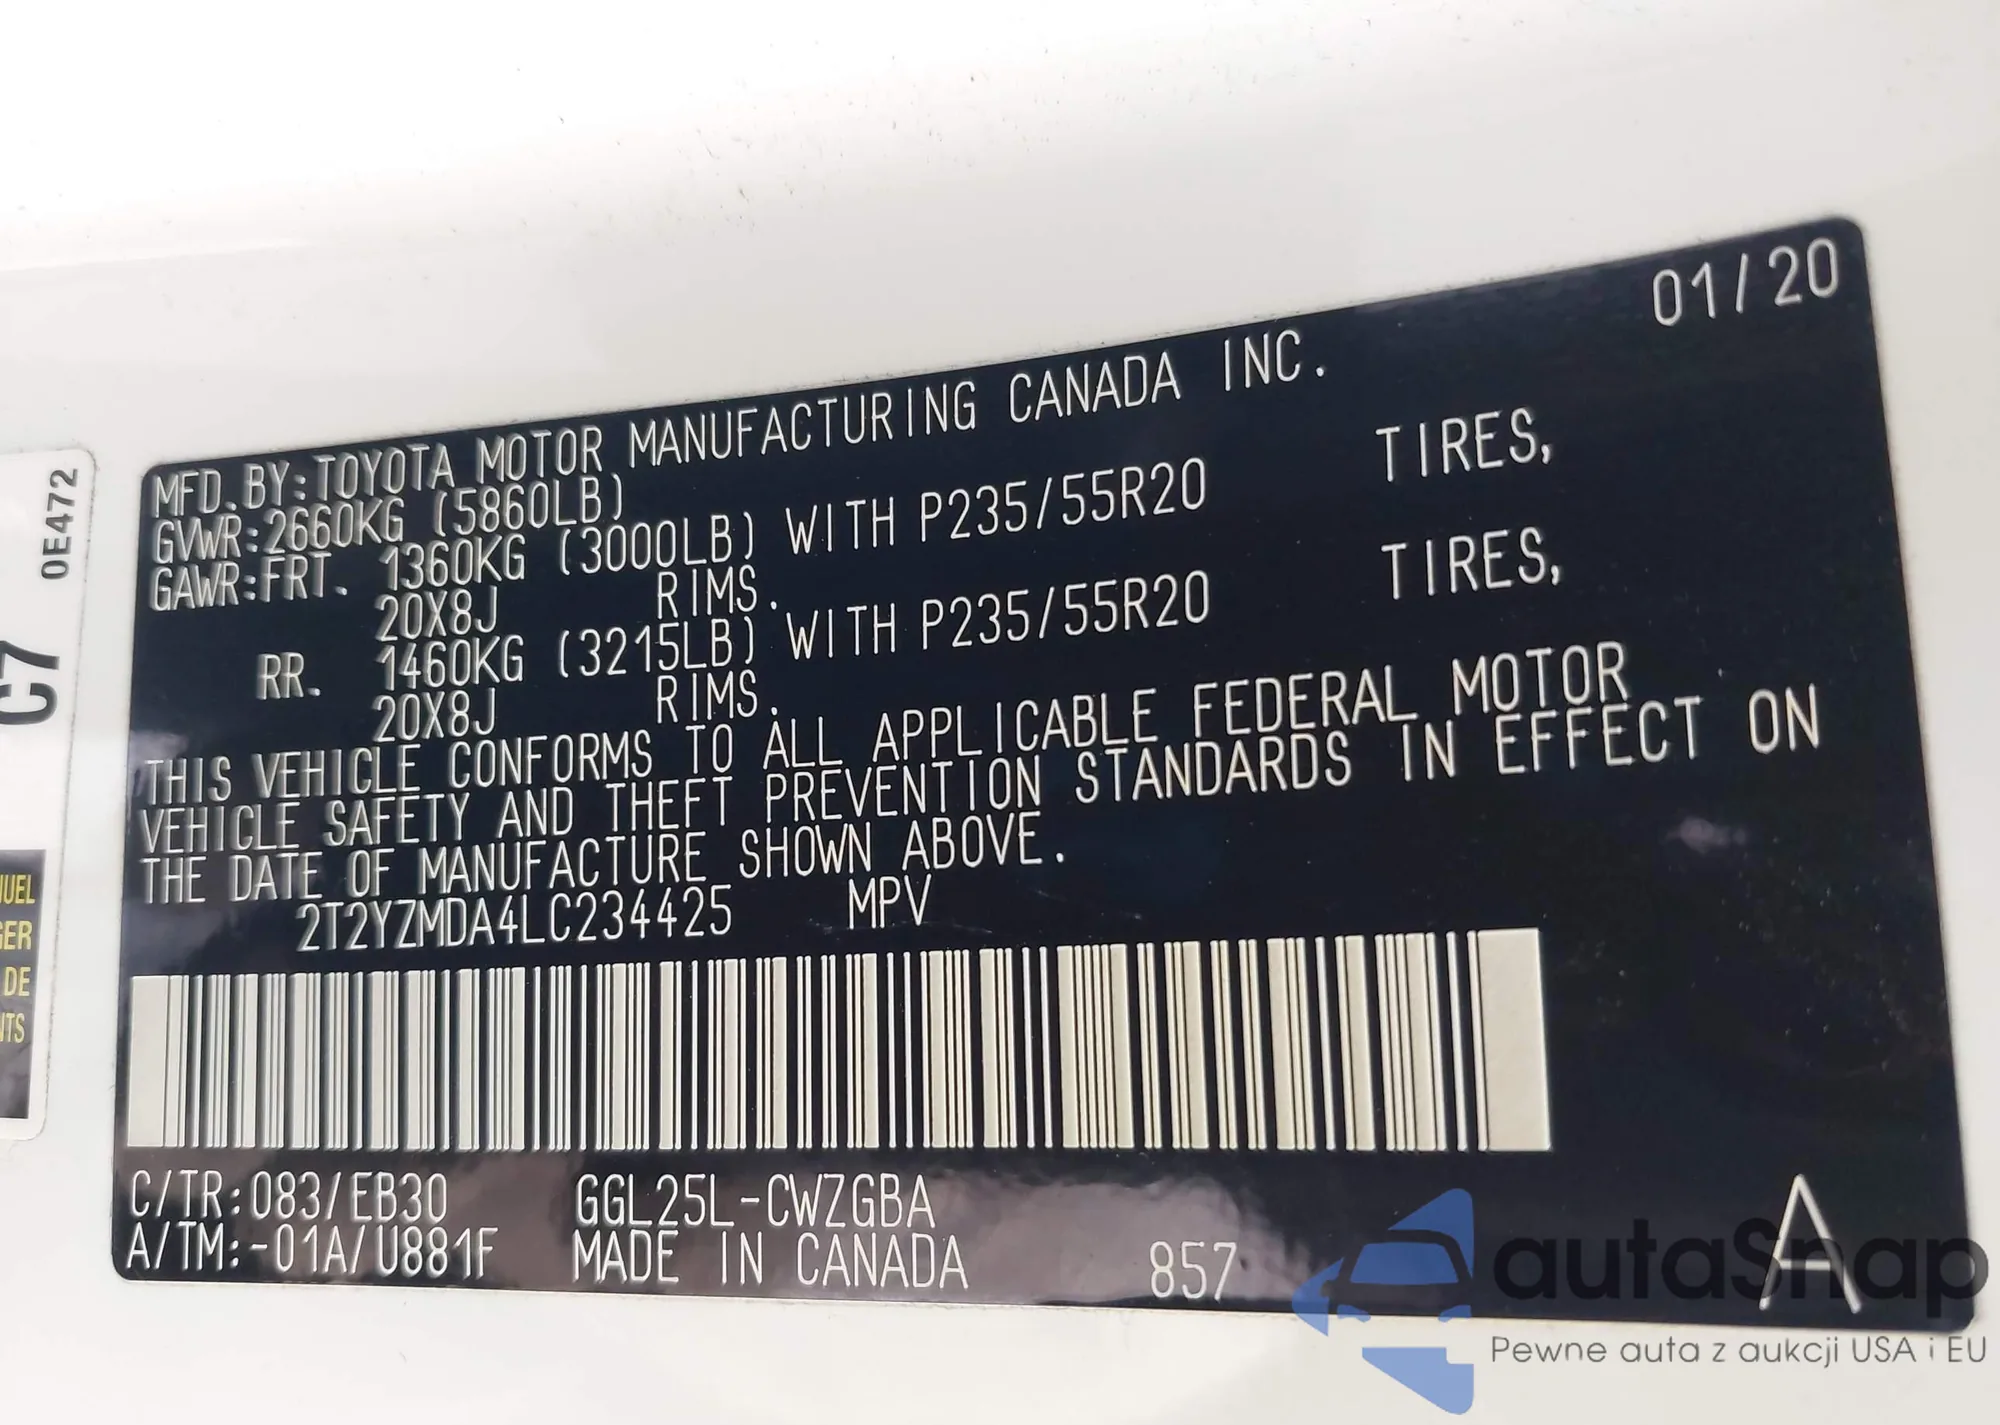 01/20
MFD.BY:TOYOTA MOTOR MANUFACTURING CANADA INC.
GVWR:2660KG (5860LB)
GAWR:FRT. 1360KG (3000LB) WITH P235/55R20 TIRES,
20X8J RIMS.
RR. 1460KG (3215LB) WITH P235/55R20 TIRES,
20X8J RIMS.
THIS VEHICLE CONFORMS TO ALL APPLICABLE FEDERAL MOTOR
VEHICLE SAFETY AND THEFT PREVENTION STANDARDS IN EFFECT ON
THE DATE OF MANUFACTURE SHOWN ABOVE.
2T2YZMDA4LC234425 MPV
C/TR:083/EB30 GGL25L-CWZGBA
A/TM:-01A/U881F MADE IN CANADA 857 A
0E472
C7
DE
autaSnap
Pewne auta z aukcji USA i EU